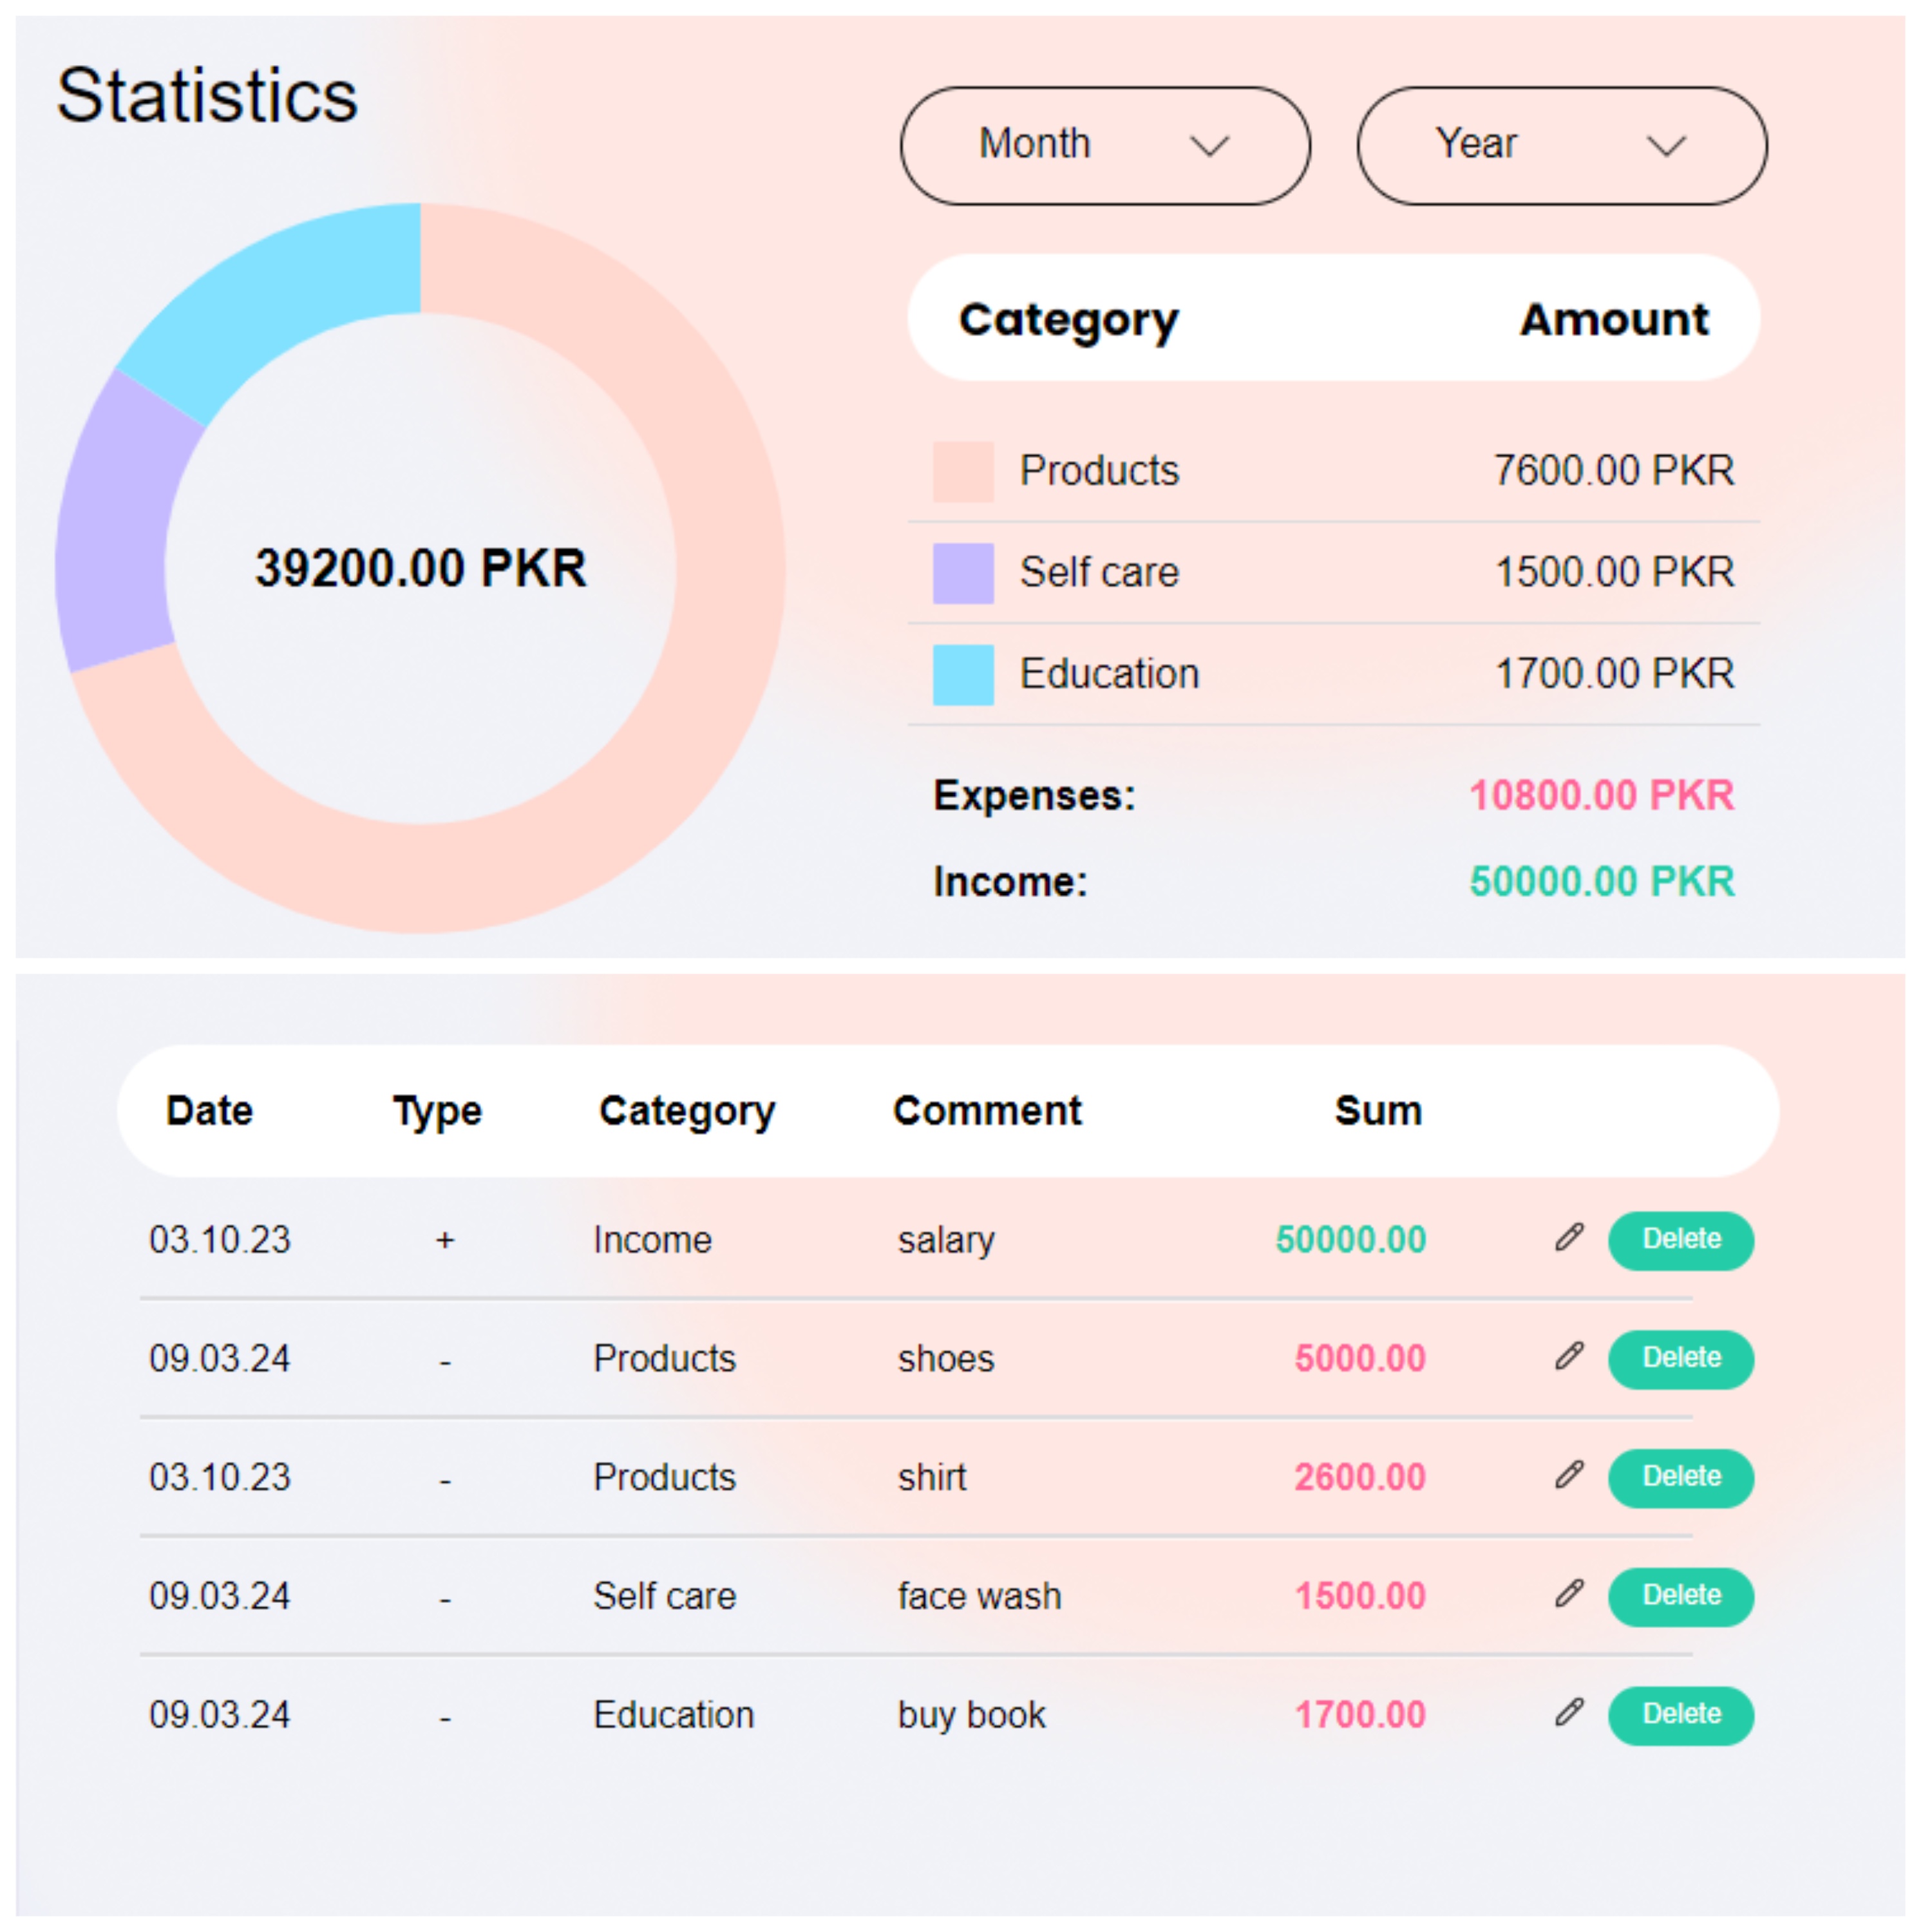 Statistics
Month Year
Category Amount
Products 7600.00 PKR
Self care 1500.00 PKR
39200.00 PKR
Education 1700.00 PKR
Expenses: 10800.00 PKR
Income: 50000.00 PKR
Date Type Category Comment Sum
03.10.23 + Income salary 50000.00 Delete
09.03.24 - Products shoes 5000.00 Delete
03.10.23 - Products shirt 2600.00 Delete
09.03.24 - Self care face wash 1500.00 Delete
09.03.24 - Education buy book 1700.00 Delete